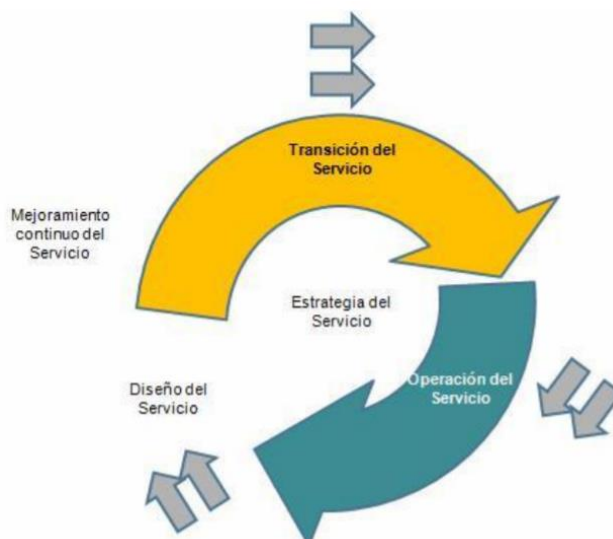 Transición del
Servicio
Mejoramiento
continuo del
Servicio
Estrategia del
Servicio
Diseño del
Servicio
Operación del
Servicio